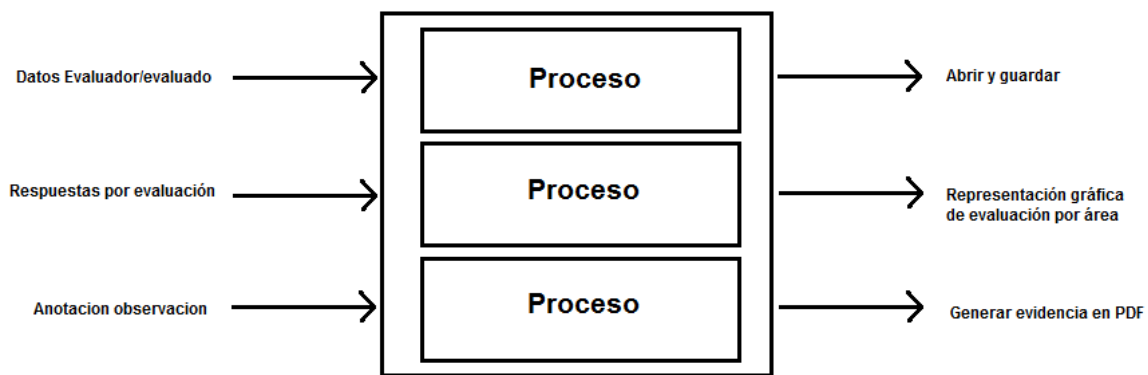 Datos Evaluador/evaluado
Proceso
Abrir y guardar
Respuestas por evaluación
Proceso
Representación gráfica
de evaluación por área
Anotacion observacion
Proceso
Generar evidencia en PDF